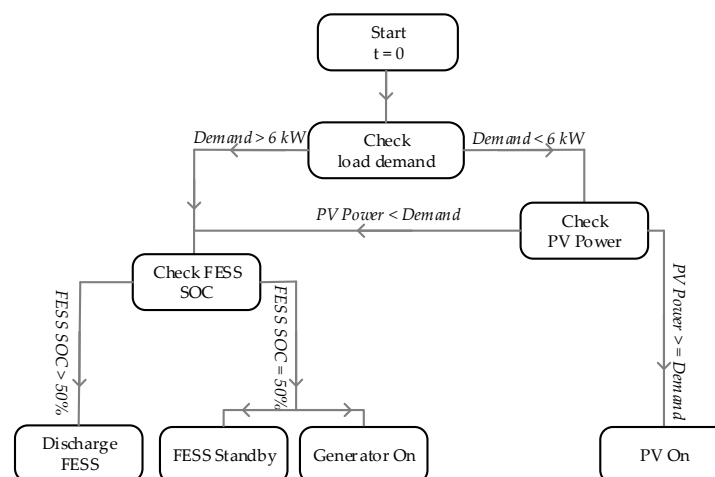 Start
t = 0
Demand > 6 kW
Check
load demand
Demand < 6 kW
PV Power < Demand
Check
PV Power
Check FESS
SOC
FESS SOC > 50%
FESS SOC = 50%
PV Power >= Demand
Discharge
FESS
FESS Standby
Generator On
PV On